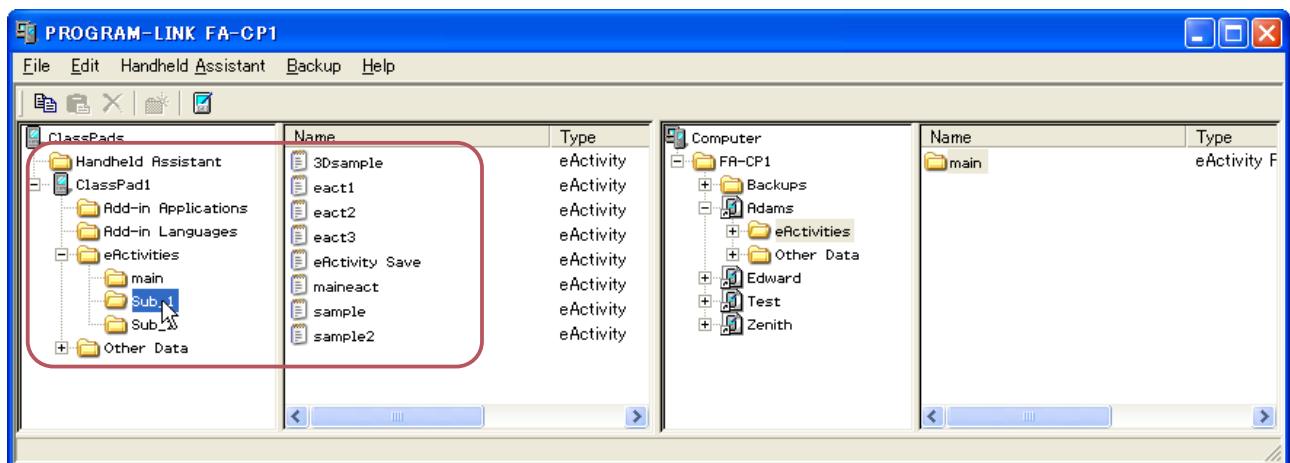 PROGRAM-LINK FA-CP1
File Edit Handheld Assistant Backup Help
ClassPads
Handheld Assistant
ClassPad1
Add-in Applications
Add-in Languages
eActivities
main
Sub_1
Other Data
Name Type
3Dsample eActivity
eact1 eActivity
eact2 eActivity
eact3 eActivity
eActivity Save eActivity
maineact eActivity
sample eActivity
sample2 eActivity
Computer
FA-CP1
Backups
Adams
eActivities
Other Data
Edward
Test
Zenith
Name Type
main eActivity F